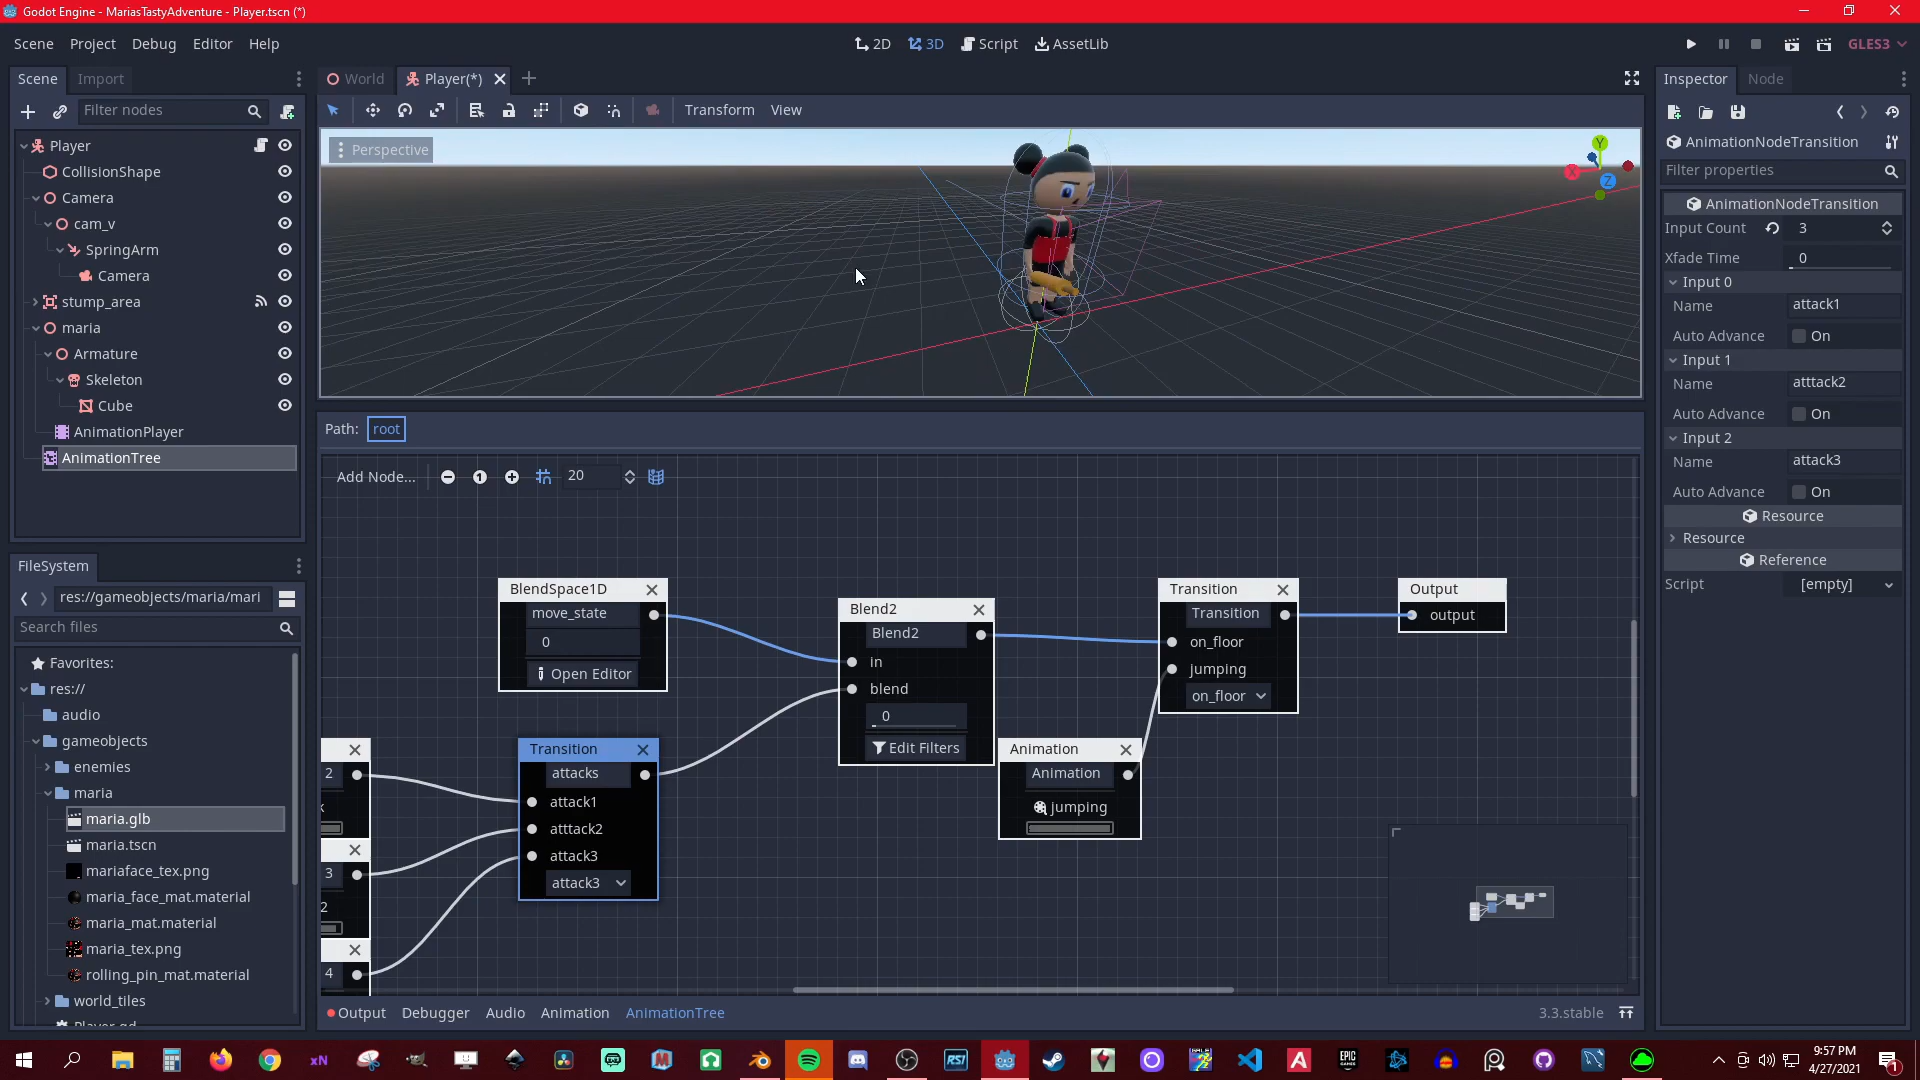 Godot Engine - MariasTastyAdventure - Player.tscn (*)
Scene Project Debug Editor Help
2D 3D Script AssetLib
GLES3
Scene Import
World Player(*)
Inspector Node
Filter nodes
Transform View
Player
CollisionShape
Camera
cam_v
SpringArm
Camera
stump_area
maria
Armature
Skeleton
Cube
AnimationPlayer
AnimationTree
Perspective
Y
X
Z
AnimationNodeTransition
Filter properties
AnimationNodeTransition
Input Count 3
Xfade Time 0
Input 0
Name attack1
Auto Advance On
Input 1
Name atttack2
Auto Advance On
Input 2
Name attack3
Auto Advance On
Resource
Resource
Reference
Script [empty]
Path: root
Add Node... 1 20
BlendSpace1D
move_state
0
Open Editor
Blend2
Blend2
in
blend
0
Edit Filters
Transition
Transition
on_floor
jumping
on_floor
Output
output
2
k
3
2
4
Transition
attacks
attack1
atttack2
attack3
attack3
Animation
Animation
jumping
FileSystem
res://gameobjects/maria/mari
Search files
Favorites:
res://
audio
gameobjects
enemies
maria
maria.glb
maria.tscn
mariaface_tex.png
maria_face_mat.material
maria_mat.material
maria_tex.png
rolling_pin_mat.material
world_tiles
Output Debugger Audio Animation AnimationTree
3.3.stable
xN
RSI
EPIC GAMES
9:57 PM
4/27/2021
1